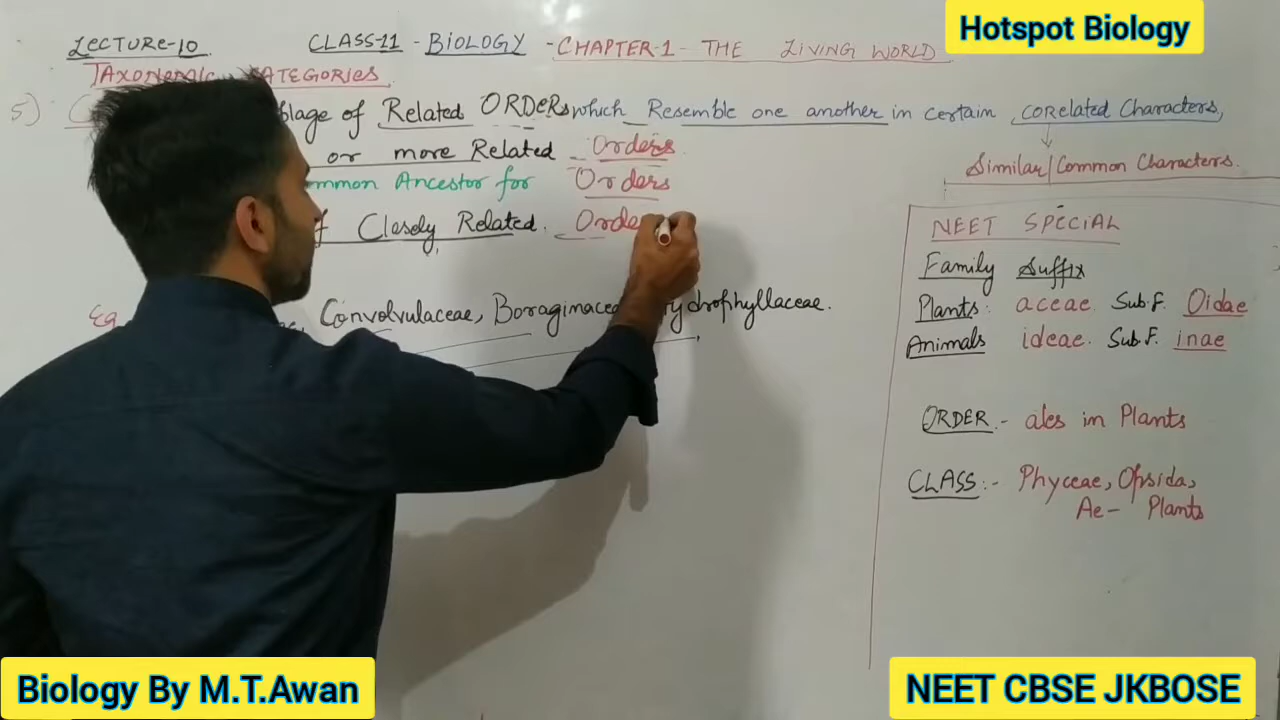 Hotspot Biology
LECTURE-10 CLASS-11 - BIOLOGY - CHAPTER-1 - THE LIVING WORLD
TAXONOMIC CATEGORIES
5) blage of Related ORDERs which Resemble one another in certain corelated Characters,
or more Related Orders
Similar/Common Characters.
mmon Ancestor for Orders
f Closely Related. Orde
Eg Convolvulaceae, Boraginaceae ydrophyllaceae.
NEET SPECIAL
Family Suffix
Plants: aceae. Sub.F. Oidae
Animals ideae. Sub.F. inae
ORDER.- ales in Plants
CLASS:- Phyceae, Opsida,
Ae- Plants
Biology By M.T.Awan
NEET CBSE JKBOSE